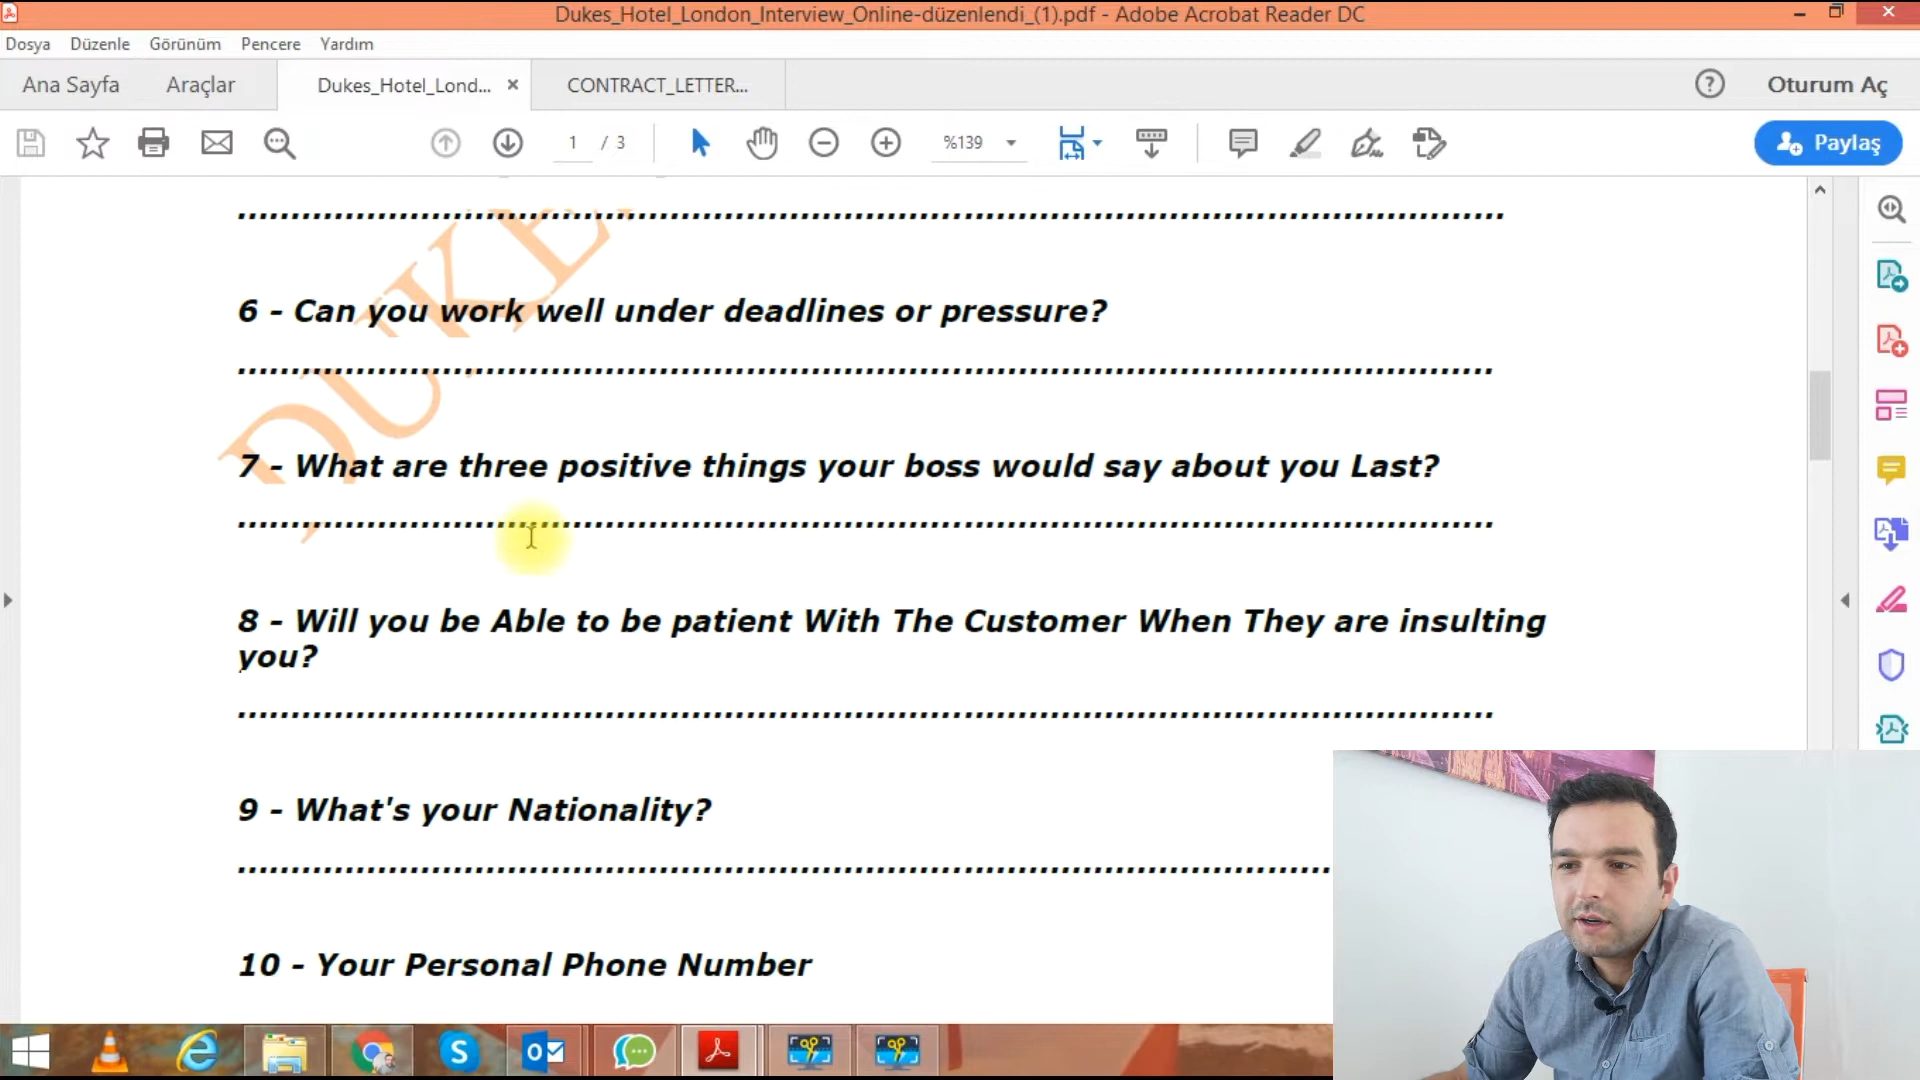 Dukes_Hotel_London_Interview_Online-düzenlendi_(1).pdf - Adobe Acrobat Reader DC
Dosya Düzenle Görünüm Pencere Yardım
Ana Sayfa Araçlar Dukes_Hotel_Lond... CONTRACT_LETTER... Oturum Aç
1 / 3 %139 Paylaş
DUKE
6 - Can you work well under deadlines or pressure?
7 - What are three positive things your boss would say about you Last?
8 - Will you be Able to be patient With The Customer When They are insulting
you?
9 - What's your Nationality?
10 - Your Personal Phone Number